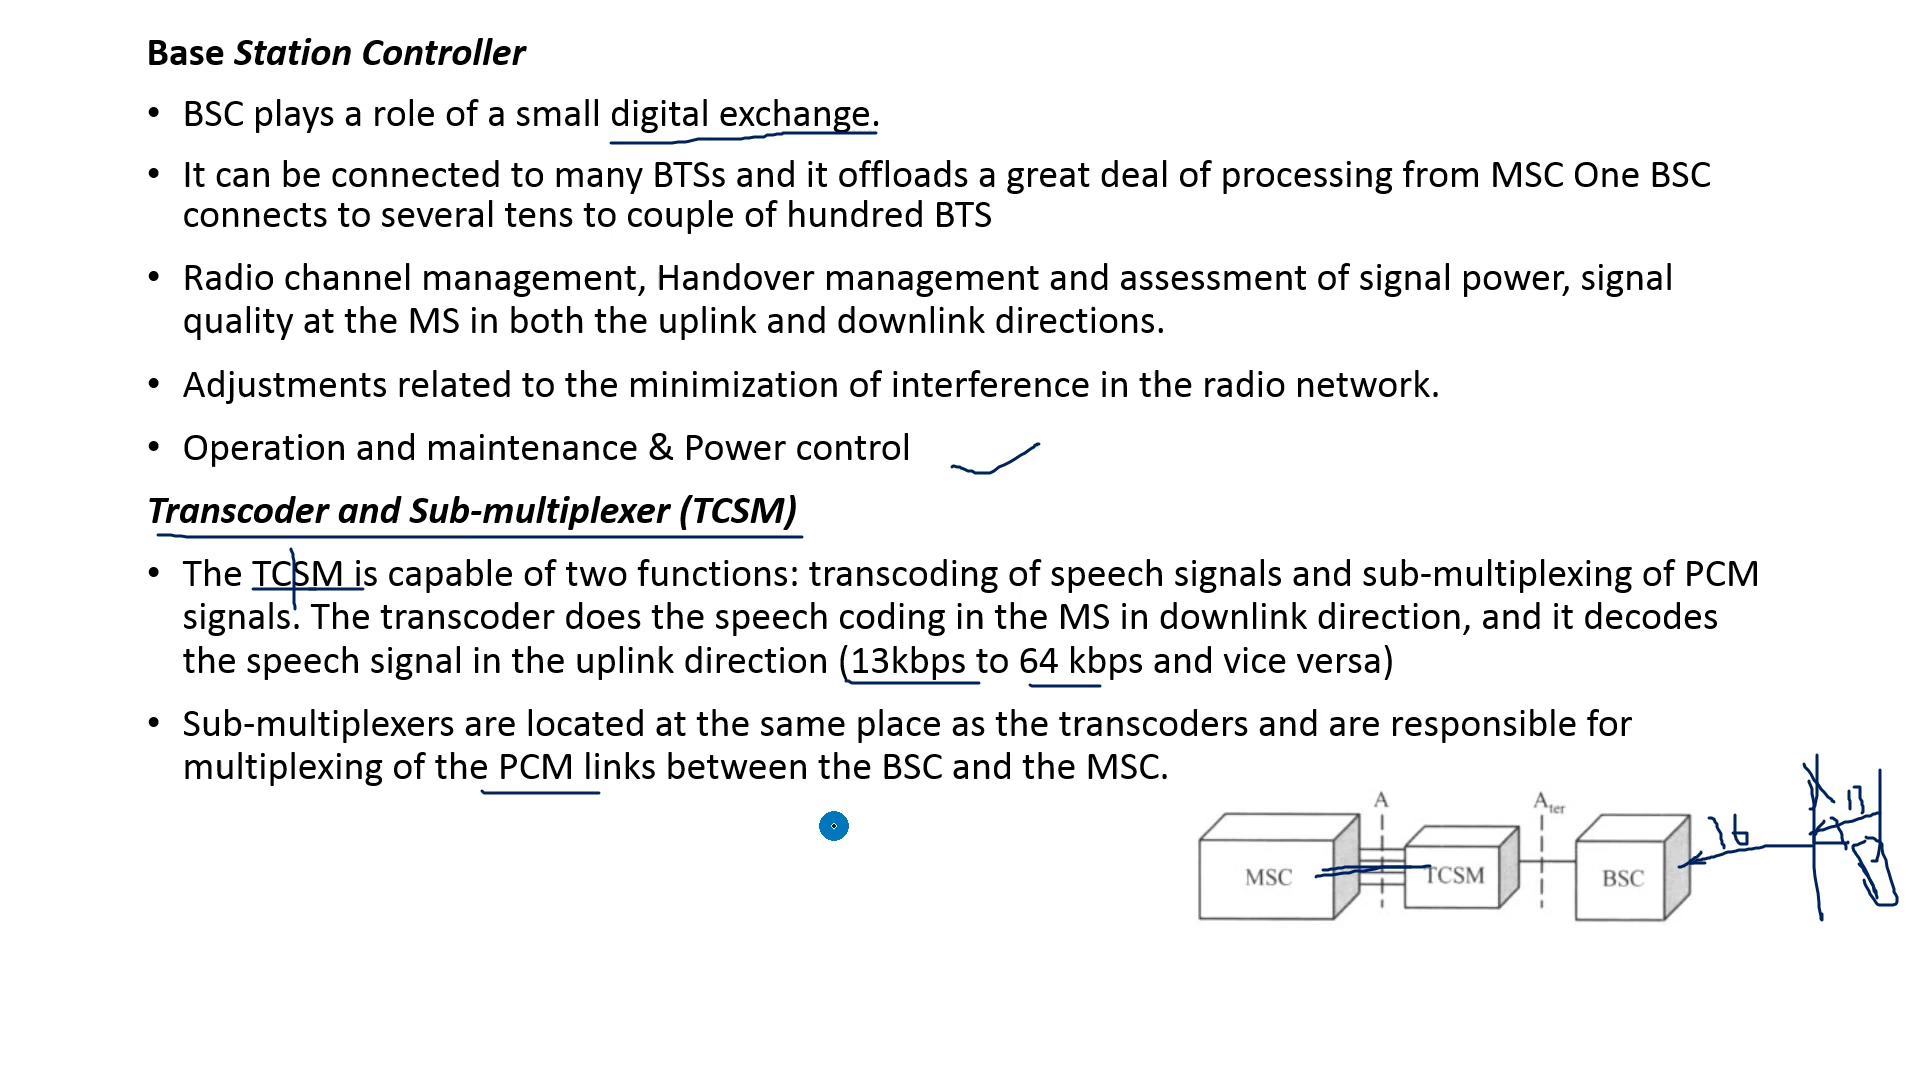 Base Station Controller
• BSC plays a role of a small digital exchange.
• It can be connected to many BTSs and it offloads a great deal of processing from MSC One BSC
connects to several tens to couple of hundred BTS
• Radio channel management, Handover management and assessment of signal power, signal
quality at the MS in both the uplink and downlink directions.
• Adjustments related to the minimization of interference in the radio network.
• Operation and maintenance & Power control
Transcoder and Sub-multiplexer (TCSM)
• The TCSM is capable of two functions: transcoding of speech signals and sub-multiplexing of PCM
signals. The transcoder does the speech coding in the MS in downlink direction, and it decodes
the speech signal in the uplink direction (13kbps to 64 kbps and vice versa)
• Sub-multiplexers are located at the same place as the transcoders and are responsible for
multiplexing of the PCM links between the BSC and the MSC.
A Ater
16
MSC TCSM BSC